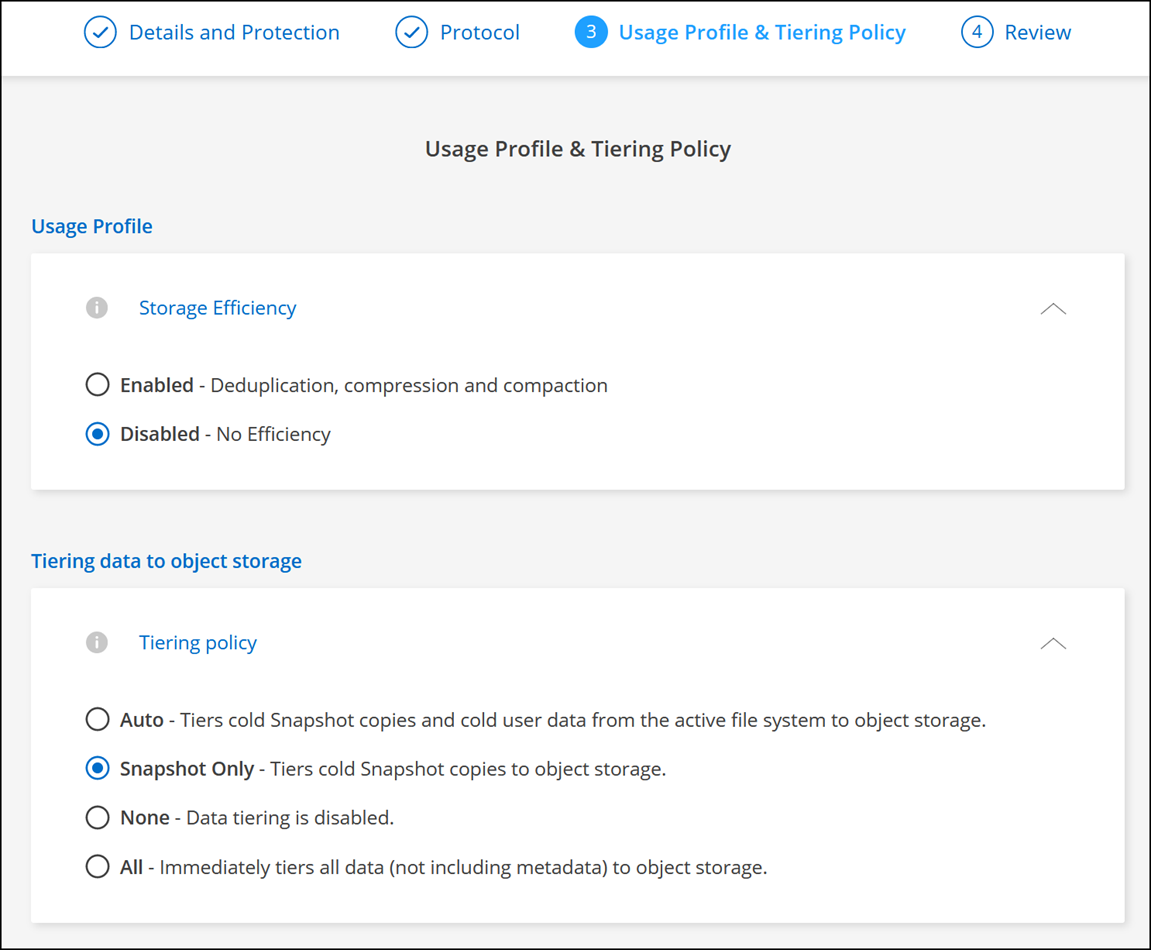 Details and Protection
Protocol
3 Usage Profile & Tiering Policy
4 Review
Usage Profile & Tiering Policy
Usage Profile
i Storage Efficiency
Enabled - Deduplication, compression and compaction
Disabled - No Efficiency
Tiering data to object storage
i Tiering policy
Auto - Tiers cold Snapshot copies and cold user data from the active file system to object storage.
Snapshot Only - Tiers cold Snapshot copies to object storage.
None - Data tiering is disabled.
All - Immediately tiers all data (not including metadata) to object storage.